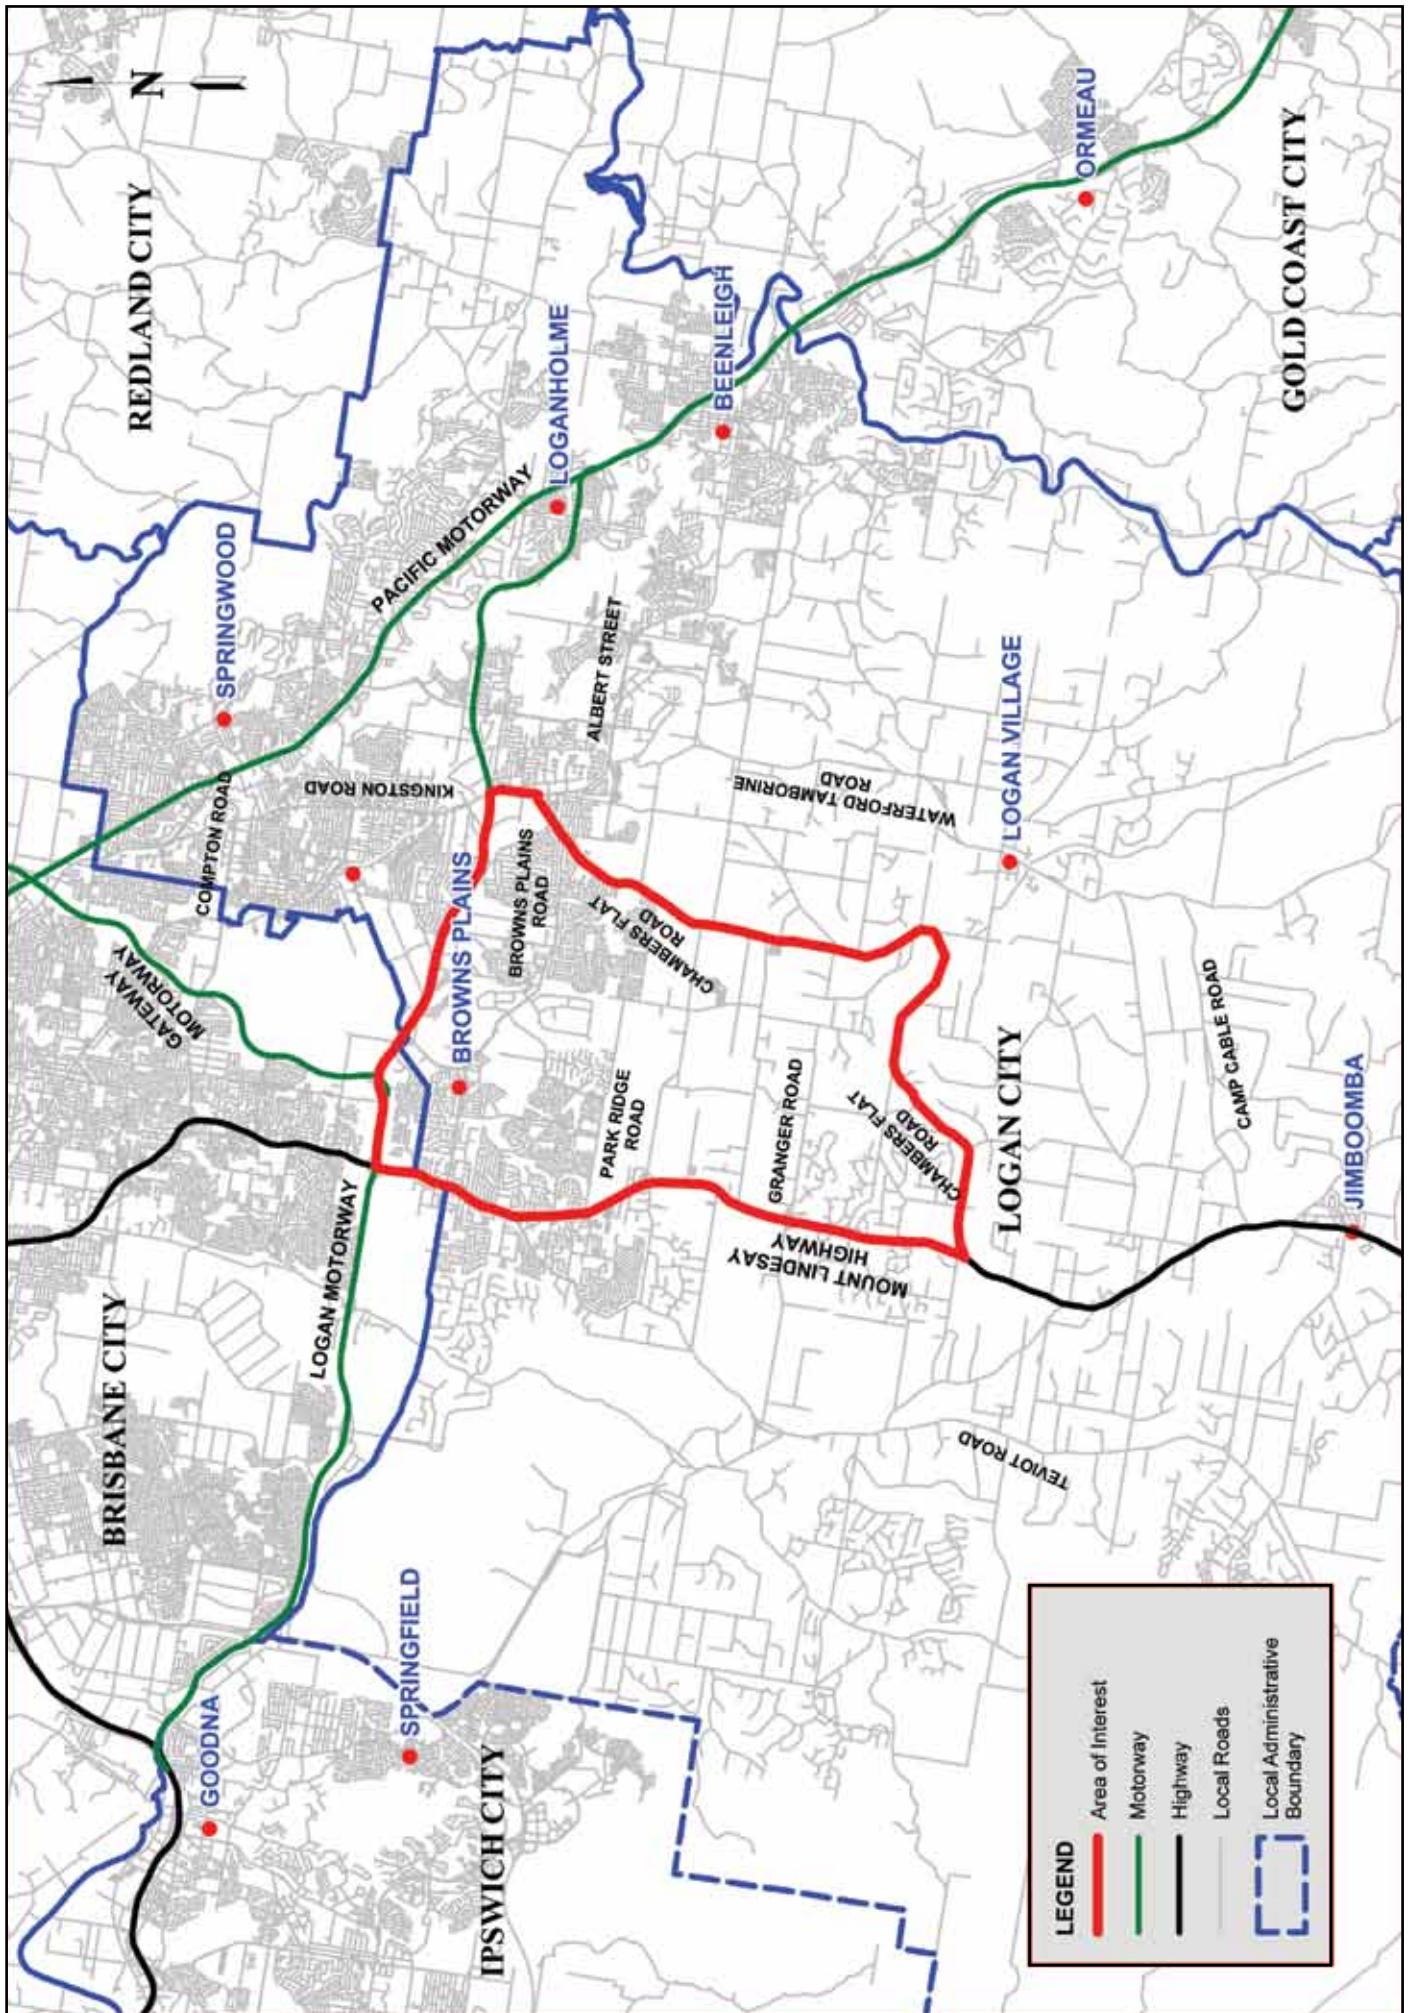 N
REDLAND CITY
BRISBANE CITY
GOLD COAST CITY
IPSWICH CITY
LOGAN CITY
SPRINGWOOD
LOGANHOLME
BEENLEIGH
ORMEAU
BROWNS PLAINS
LOGAN VILLAGE
JIMBOOMBA
GOODNA
SPRINGFIELD
PACIFIC MOTORWAY
GATEWAY
MOTORWAY
LOGAN MOTORWAY
COMPTON ROAD
KINGSTON ROAD
ALBERT STREET
BROWNS PLAINS
ROAD
CHAMBERS FLAT
ROAD
WATERFORD TAMBORINE
ROAD
PARK RIDGE
ROAD
GRANGER ROAD
CHAMBERS FLAT
ROAD
MOUNT LINDESAY
HIGHWAY
CAMP CABLE ROAD
TEVIOT ROAD
LEGEND
Area of Interest
Motorway
Highway
Local Roads
Local Administrative
Boundary